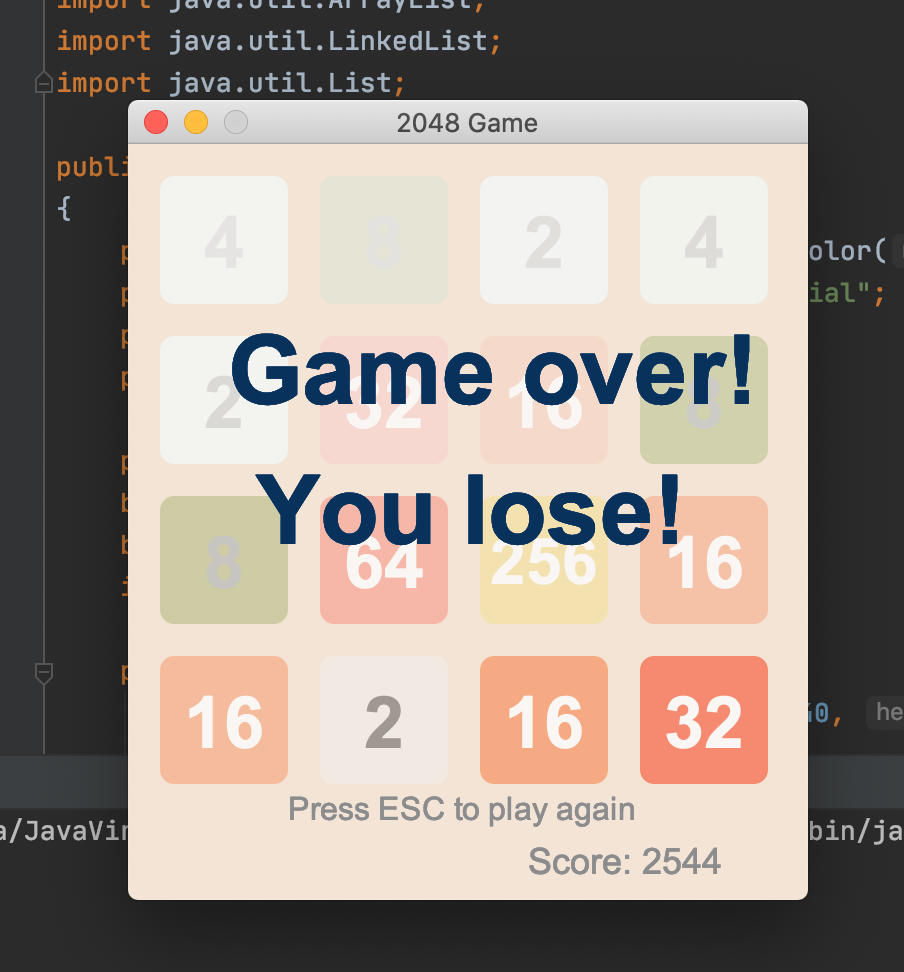 import java.util.ArrayList;
import java.util.LinkedList;
import java.util.List;
2048 Game
publi
{
4 8 2 4
olor(
ial";
2 32 16 8
Game over!
You lose!
8 64 256 16
16 2 16 32
he
Press ESC to play again
a/JavaVir
bin/ja
Score: 2544